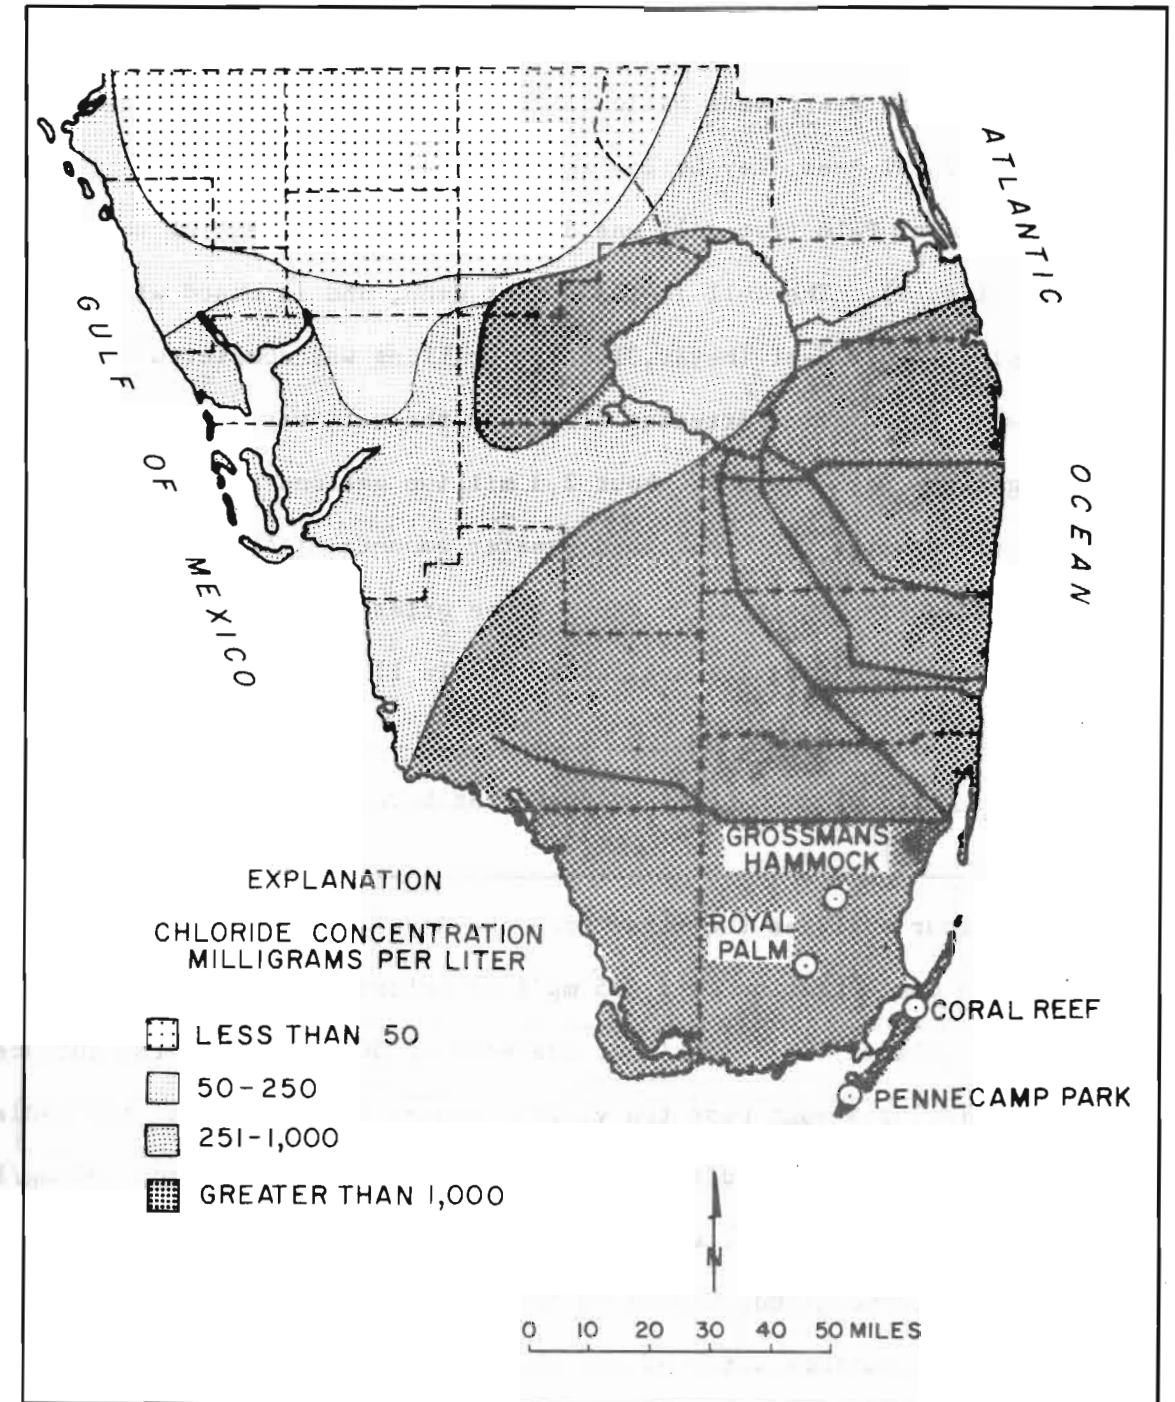 ATLANTIC
GULF
OF
MEXICO
OCEAN
GROSSMANS
HAMMOCK
EXPLANATION
ROYAL
PALM
CHLORIDE CONCENTRATION
MILLIGRAMS PER LITER
CORAL REEF
LESS THAN 50
50-250
PENNECAMP PARK
251-1,000
GREATER THAN 1,000
N
0 10 20 30 40 50 MILES